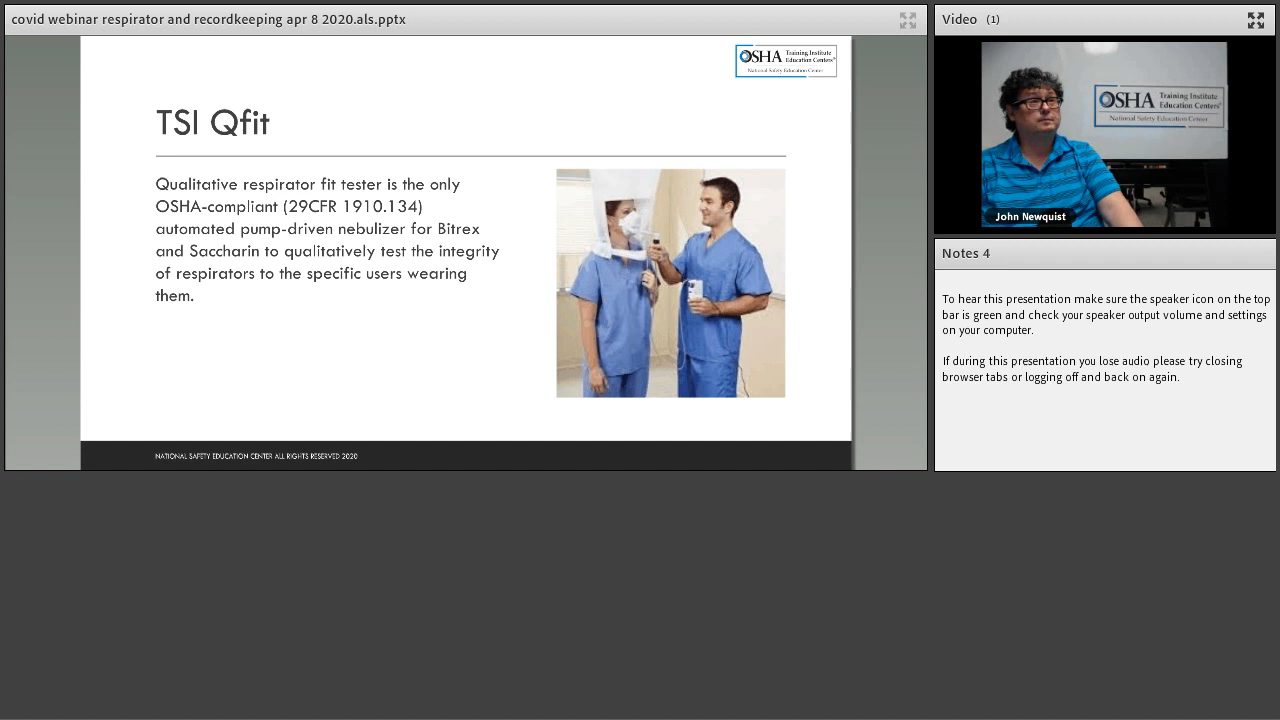 covid webinar respirator and recordkeeping apr 8 2020.als.pptx
OSHA Training Institute
Education Centers®
National Safety Education Center
TSI Qfit
Qualitative respirator fit tester is the only
OSHA-compliant (29CFR 1910.134)
automated pump-driven nebulizer for Bitrex
and Saccharin to qualitatively test the integrity
of respirators to the specific users wearing
them.
NATIONAL SAFETY EDUCATION CENTER ALL RIGHTS RESERVED 2020
Video (1)
OSHA Training Institute
Education Centers®
National Safety Education Center
John Newquist
Notes 4
To hear this presentation make sure the speaker icon on the top
bar is green and check your speaker output volume and settings
on your computer.
If during this presentation you lose audio please try closing
browser tabs or logging off and back on again.